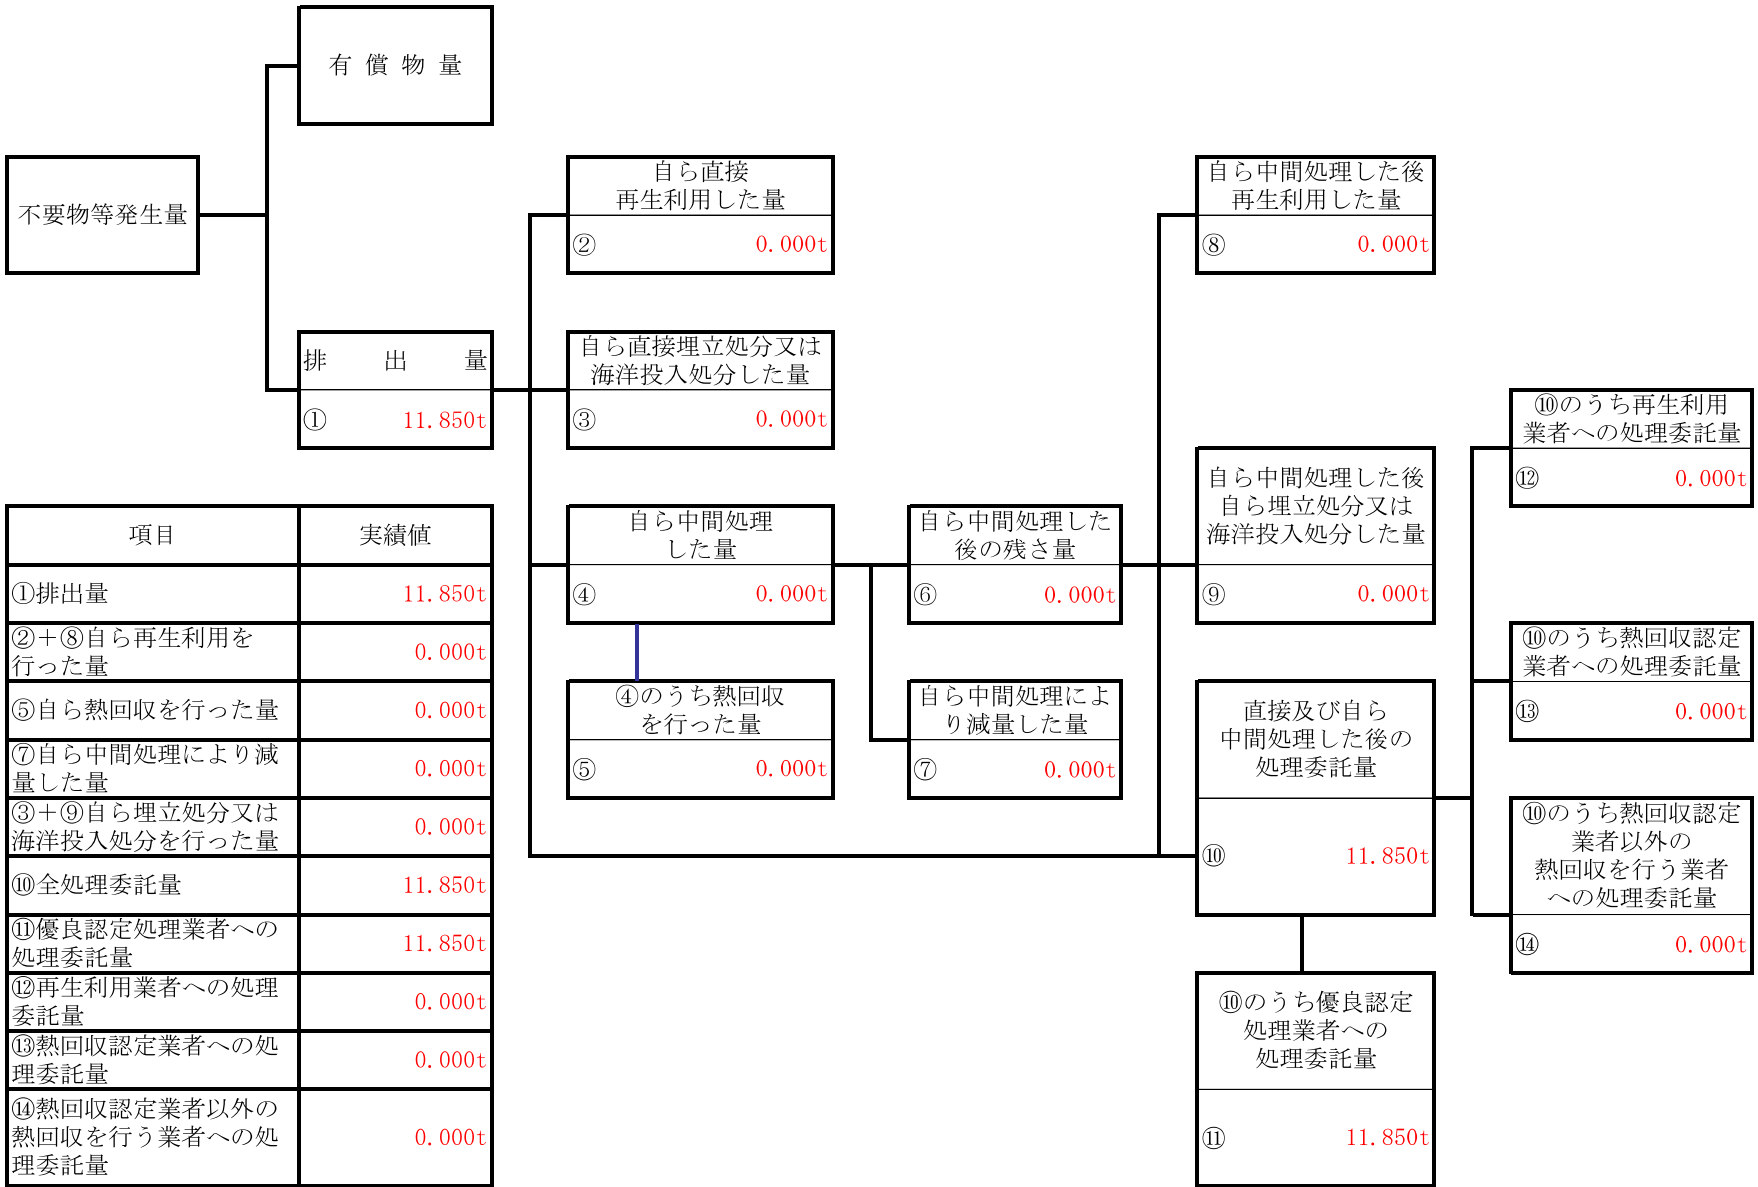 有 償 物 量
不要物等発生量
排 出 量
① 11.850t
自ら直接
再生利用した量
② 0.000t
自ら直接埋立処分又は
海洋投入処分した量
③ 0.000t
自ら中間処理
した量
④ 0.000t
④のうち熱回収
を行った量
⑤ 0.000t
自ら中間処理した
後の残さ量
⑥ 0.000t
自ら中間処理によ
り減量した量
⑦ 0.000t
自ら中間処理した後
再生利用した量
⑧ 0.000t
自ら中間処理した後
自ら埋立処分又は
海洋投入処分した量
⑨ 0.000t
直接及び自ら
中間処理した後の
処理委託量
⑩ 11.850t
⑩のうち優良認定
処理業者への
処理委託量
⑪ 11.850t
⑩のうち再生利用
業者への処理委託量
⑫ 0.000t
⑩のうち熱回収認定
業者への処理委託量
⑬ 0.000t
⑩のうち熱回収認定
業者以外の
熱回収を行う業者
への処理委託量
⑭ 0.000t
項目 実績値
①排出量 11.850t
②＋⑧自ら再生利用を
行った量 0.000t
⑤自ら熱回収を行った量 0.000t
⑦自ら中間処理により減
量した量 0.000t
③＋⑨自ら埋立処分又は
海洋投入処分を行った量 0.000t
⑩全処理委託量 11.850t
⑪優良認定処理業者への
処理委託量 11.850t
⑫再生利用業者への処理
委託量 0.000t
⑬熱回収認定業者への処
理委託量 0.000t
⑭熱回収認定業者以外の
熱回収を行う業者への処
理委託量 0.000t